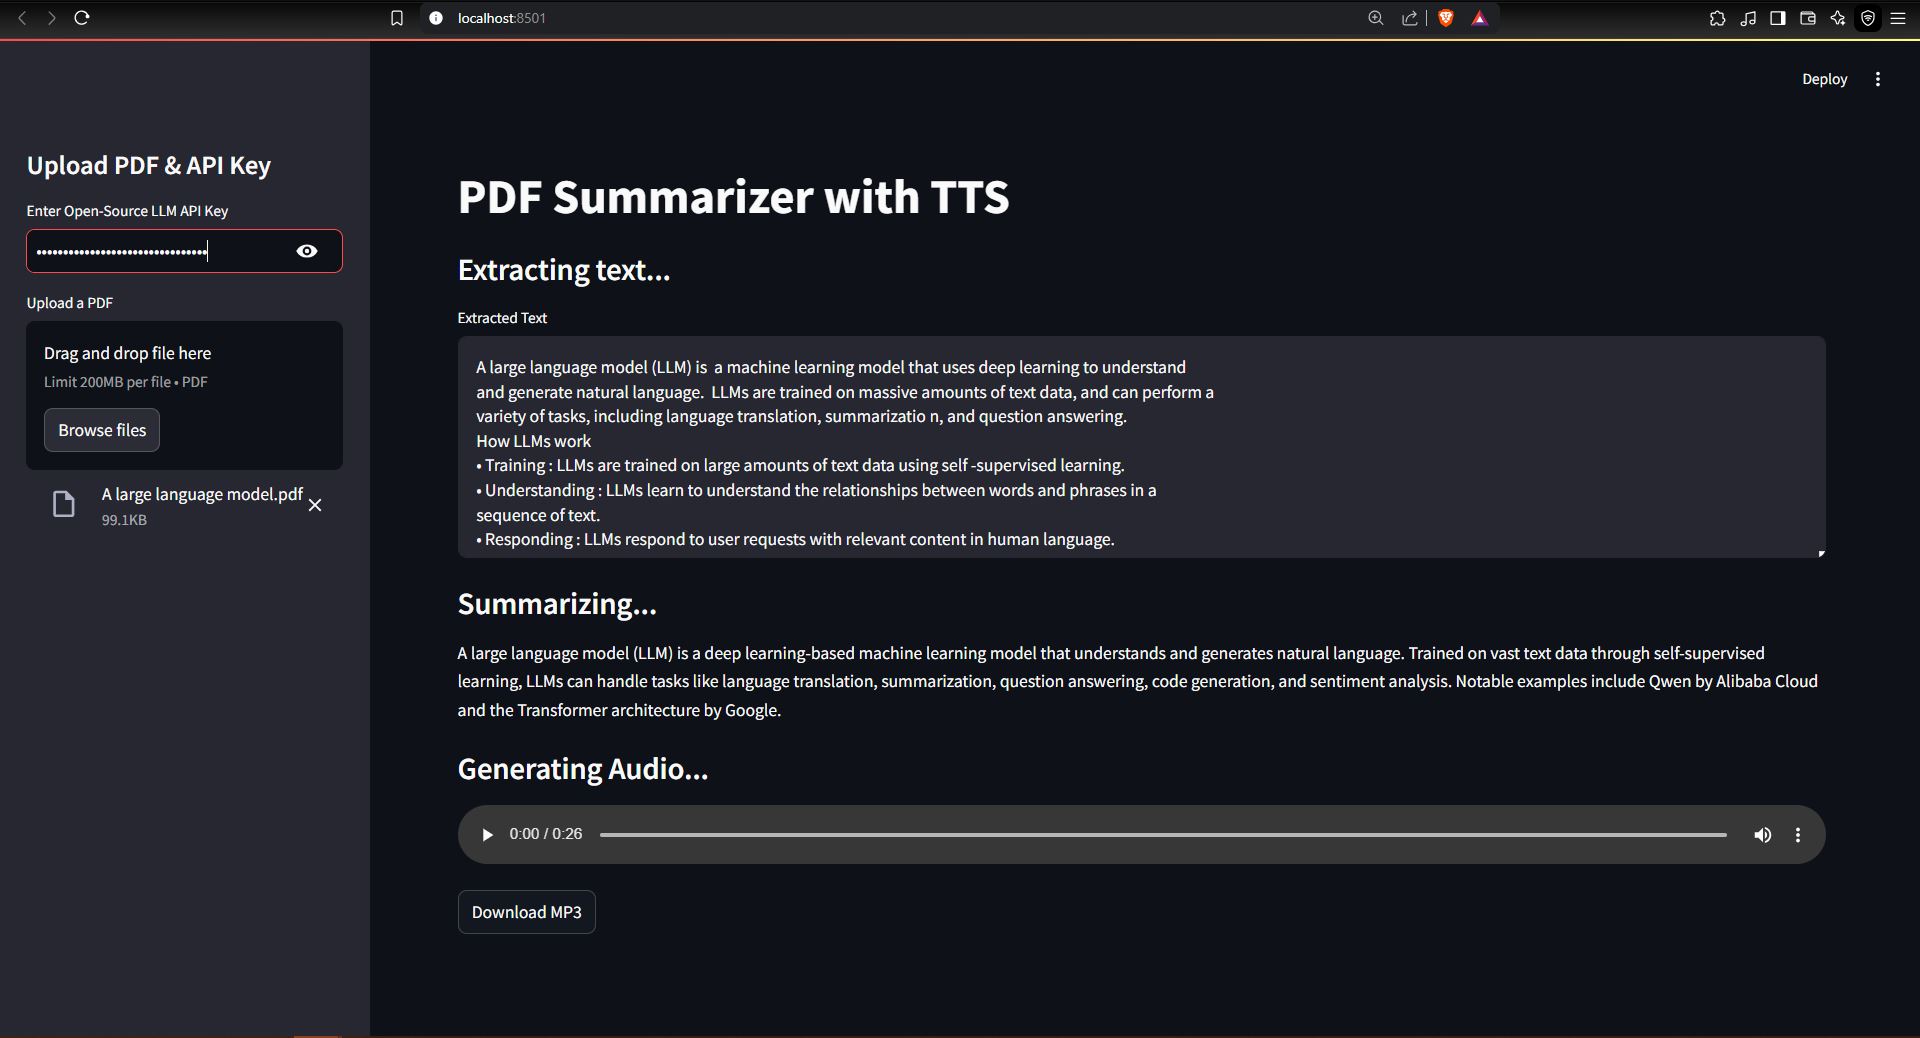 localhost:8501
Deploy
Upload PDF & API Key
Enter Open-Source LLM API Key
Upload a PDF
Drag and drop file here
Limit 200MB per file • PDF
Browse files
A large language model.pdf
99.1KB
PDF Summarizer with TTS
Extracting text...
Extracted Text
A large language model (LLM) is  a machine learning model that uses deep learning to understand
and generate natural language.  LLMs are trained on massive amounts of text data, and can perform a
variety of tasks, including language translation, summarizatio n, and question answering.
How LLMs work
• Training : LLMs are trained on large amounts of text data using self -supervised learning.
• Understanding : LLMs learn to understand the relationships between words and phrases in a
sequence of text.
• Responding : LLMs respond to user requests with relevant content in human language.
Summarizing...
A large language model (LLM) is a deep learning-based machine learning model that understands and generates natural language. Trained on vast text data through self-supervised
learning, LLMs can handle tasks like language translation, summarization, question answering, code generation, and sentiment analysis. Notable examples include Qwen by Alibaba Cloud
and the Transformer architecture by Google.
Generating Audio...
0:00 / 0:26
Download MP3